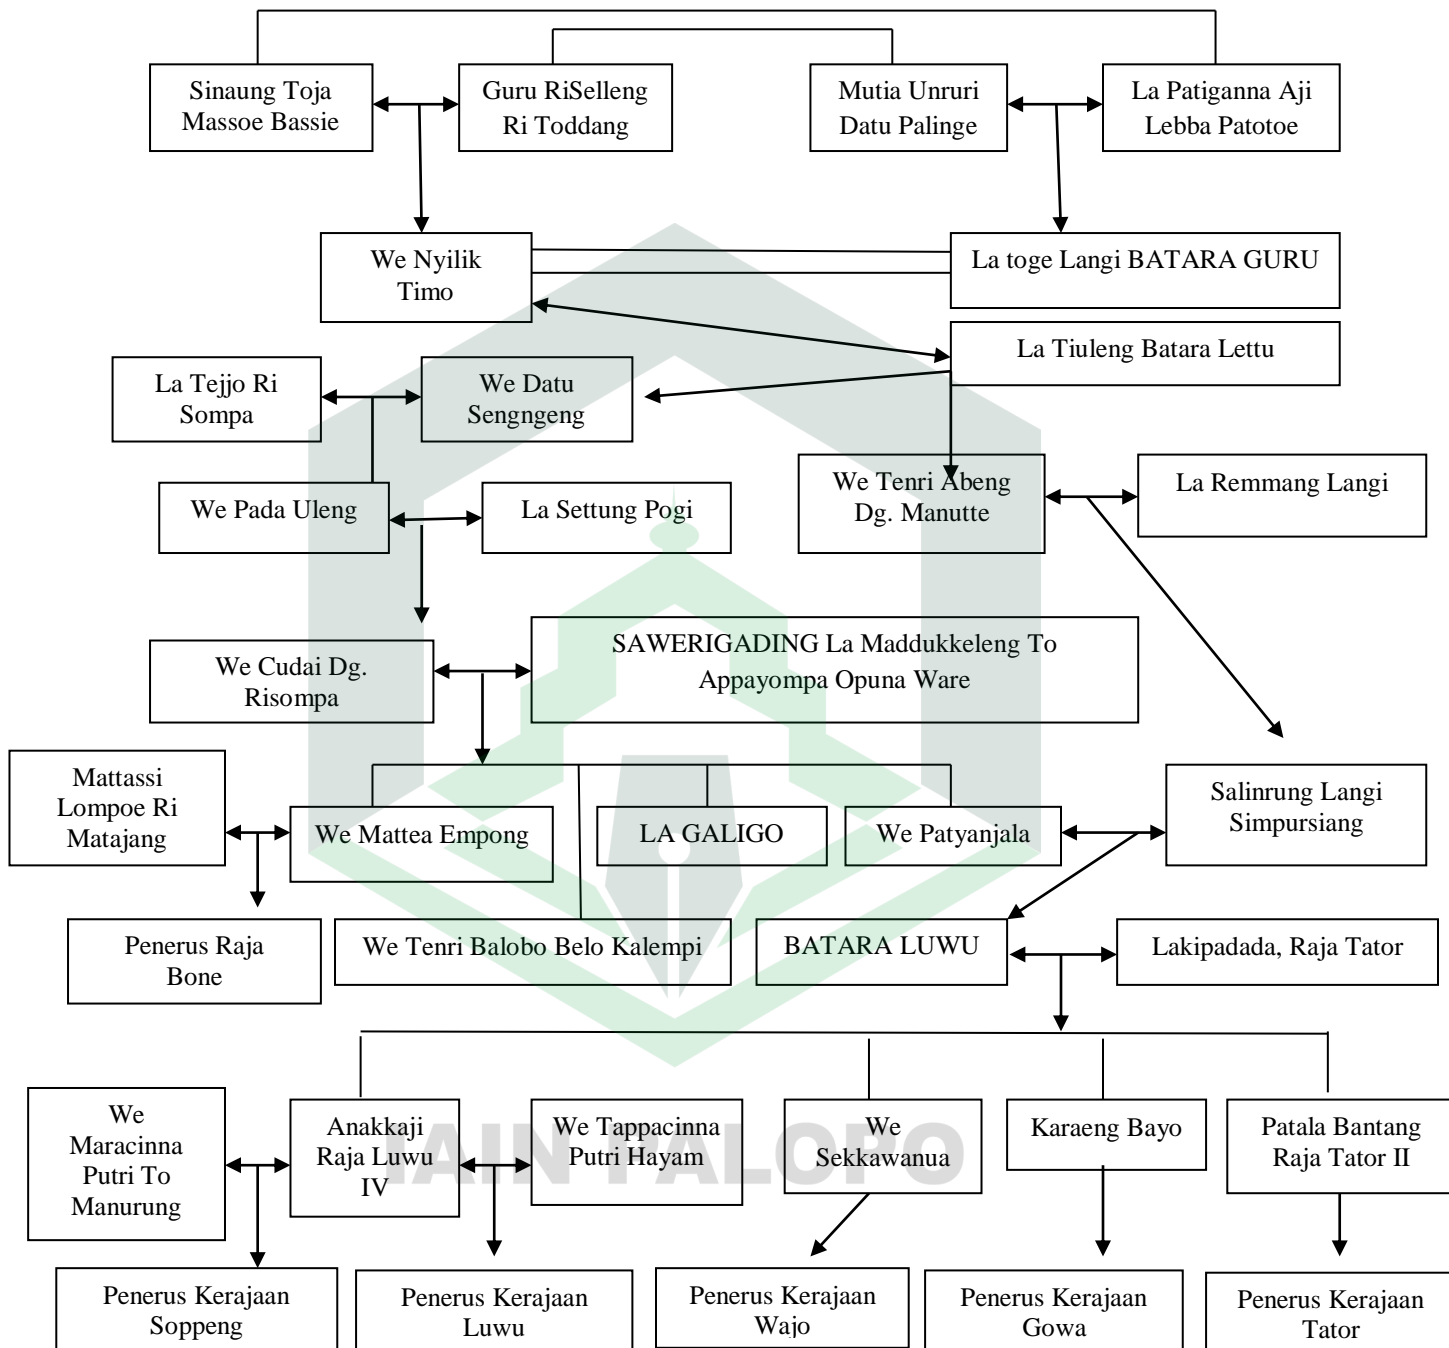 Sinaung Toja
Massoe Bassie
Guru RiSelleng
Ri Toddang
Mutia Unruri
Datu Palinge
La Patiganna Aji
Lebba Patotoe
We Nyilik
Timo
La toge Langi BATARA GURU
La Tiuleng Batara Lettu
La Tejjo Ri
Sompa
We Datu
Sengngeng
We Tenri Abeng
Dg. Manutte
La Remmang Langi
We Pada Uleng
La Settung Pogi
We Cudai Dg.
Risompa
SAWERIGADING La Maddukkeleng To
Appayompa Opuna Ware
Mattassi
Lompoe Ri
Matajang
We Mattea Empong
LA GALIGO
We Patyanjala
Salinrung Langi
Simpursiang
Penerus Raja
Bone
We Tenri Balobo Belo Kalempi
BATARA LUWU
Lakipadada, Raja Tator
We
Maracinna
Putri To
Manurung
Anakkaji
Raja Luwu
IV
We Tappacinna
Putri Hayam
We
Sekkawanua
Karaeng Bayo
Patala Bantang
Raja Tator II
IAIN PALOPO
Penerus Kerajaan
Soppeng
Penerus Kerajaan
Luwu
Penerus Kerajaan
Wajo
Penerus Kerajaan
Gowa
Penerus Kerajaan
Tator